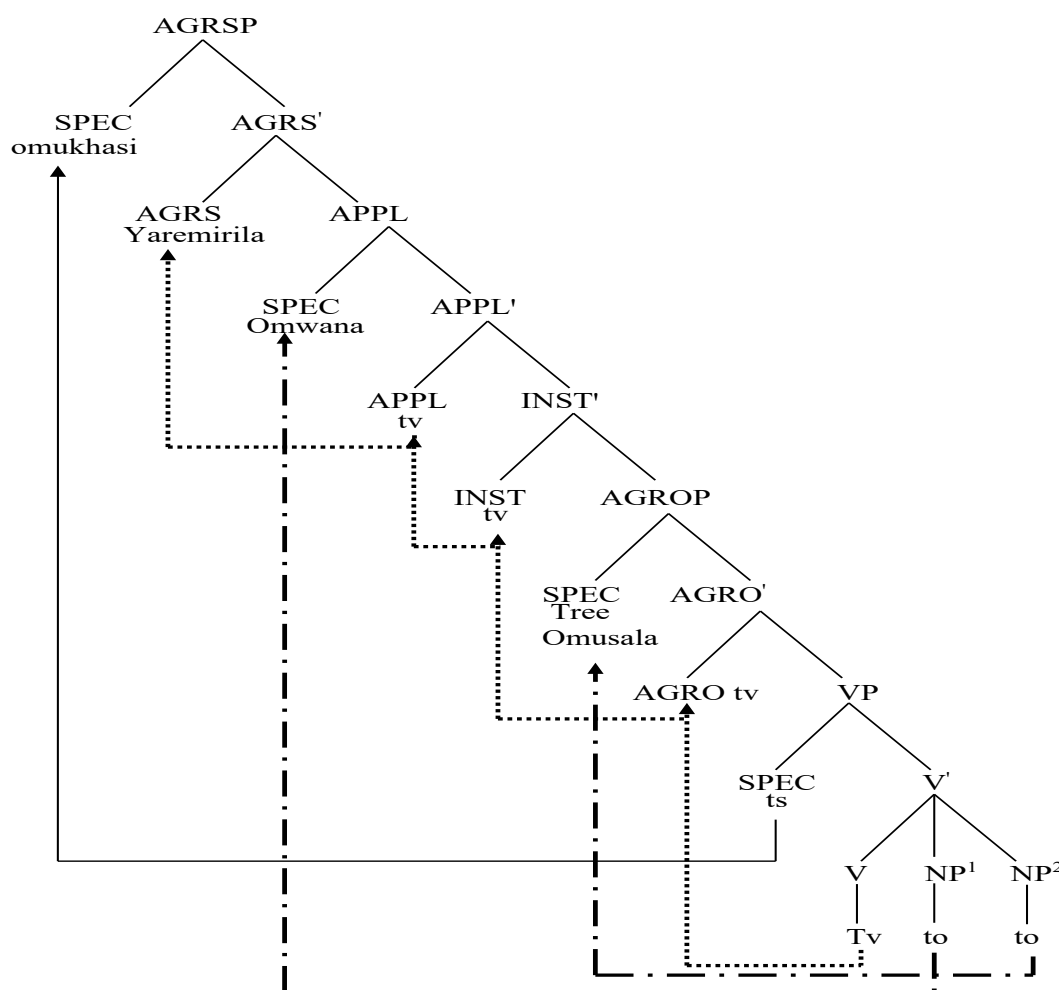 AGRSP
SPEC
omukhasi
AGRS'
AGRS
Yaremirila
APPL
SPEC
Omwana
APPL'
APPL
tv
INST'
INST
tv
AGROP
SPEC
Tree
Omusala
AGRO'
AGRO tv
VP
SPEC
ts
V'
V
NP¹
NP²
Tv
to
to